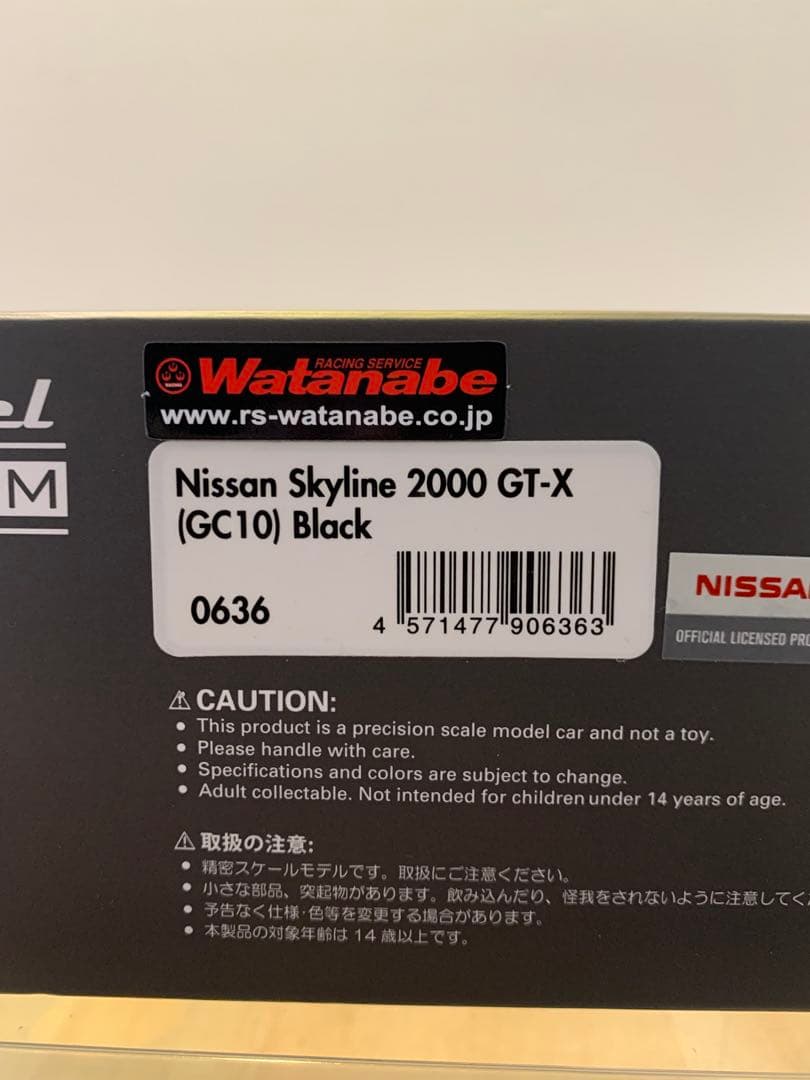 RACING SERVICE
Watanabe
www.rs-watanabe.co.jp
el
M
Nissan Skyline 2000 GT-X
(GC10) Black
0636
4 571477 906363
NISSA
OFFICIAL LICENSED PRO
⚠ CAUTION:
• This product is a precision scale model car and not a toy.
• Please handle with care.
• Specifications and colors are subject to change.
• Adult collectable. Not intended for children under 14 years of age.
⚠ 取扱の注意:
• 精密スケールモデルです。取扱にご注意ください。
• 小さな部品、突起物があります。飲み込んだり、怪我をされないように注意してくだ
• 予告なく仕様・色等を変更する場合があります。
• 本製品の対象年齢は 14 歳以上です。